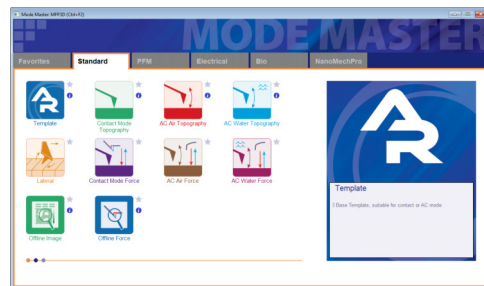 Mode Master: MFP3D (Ctrl+F2)
MODE MASTER
Favorites Standard PFM Electrical Bio NanoMechPro
Template Contact Mode Topography AC Air Topography AC Water Topography
Lateral Contact Mode Force AC Air Force AC Water Force
Offline Image Offline Force
AR
Template
Base Template, suitable for contact or AC mode.